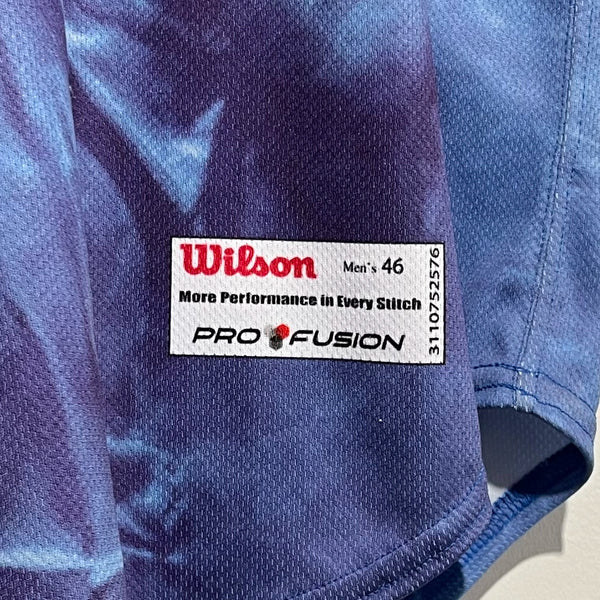 Wilson Men's 46
More Performance in Every Stitch
PRO FUSION
3110752576